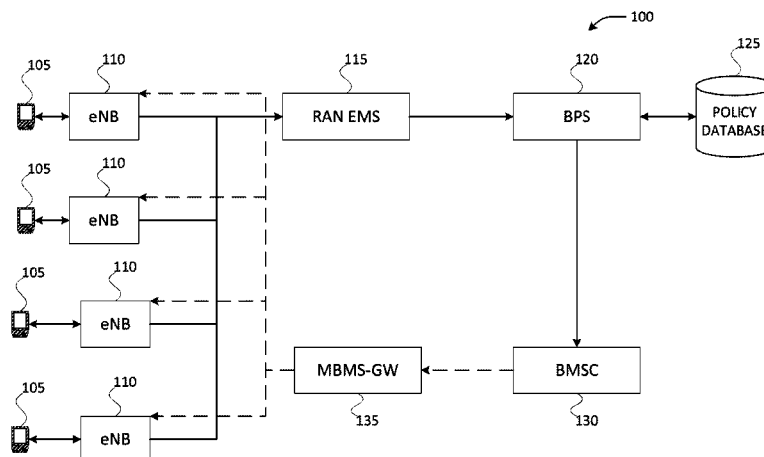 100
105
110
115
120
125
eNB
RAN EMS
BPS
POLICY
DATABASE
105
110
eNB
105
110
eNB
MBMS-GW
BMSC
135
130
105
110
eNB